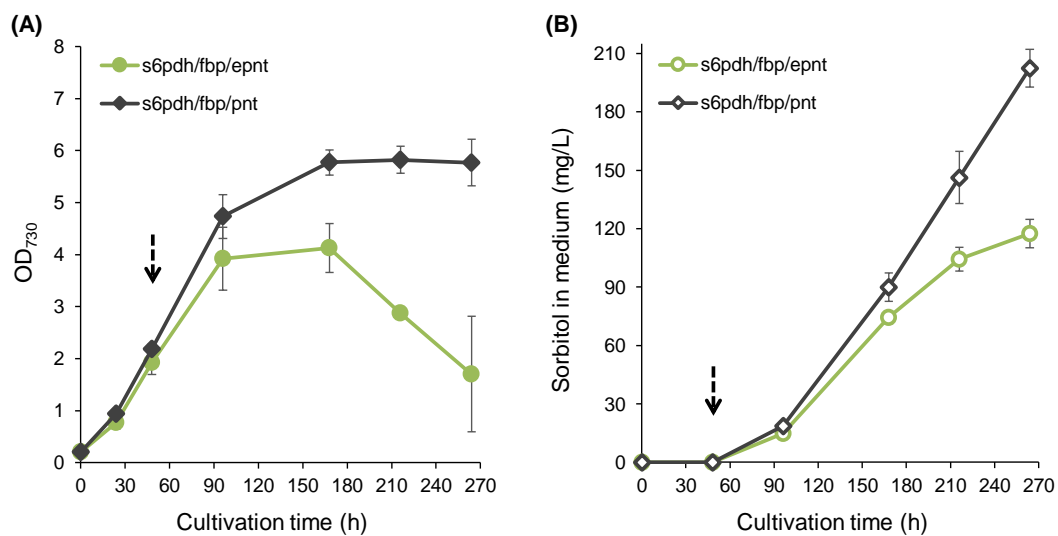 (A)
8
7
6
5
4
3
2
1
0
s6pdh/fbp/epnt
s6pdh/fbp/pnt
OD730
0 30 60 90 120 150 180 210 240 270
Cultivation time (h)
(B)
210
180
150
120
90
60
30
0
s6pdh/fbp/epnt
s6pdh/fbp/pnt
Sorbitol in medium (mg/L)
0 30 60 90 120 150 180 210 240 270
Cultivation time (h)